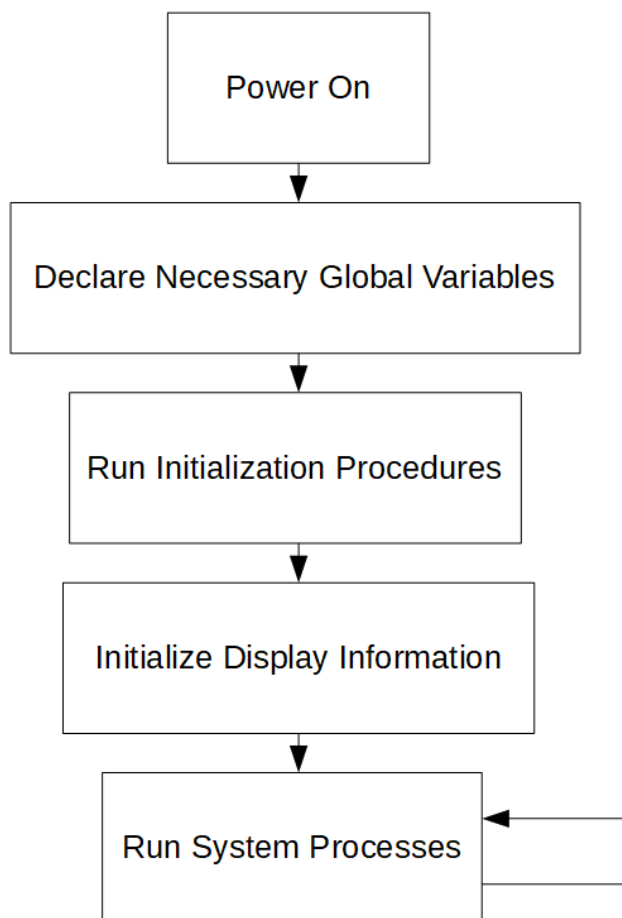 Power On
Declare Necessary Global Variables
Run Initialization Procedures
Initialize Display Information
Run System Processes